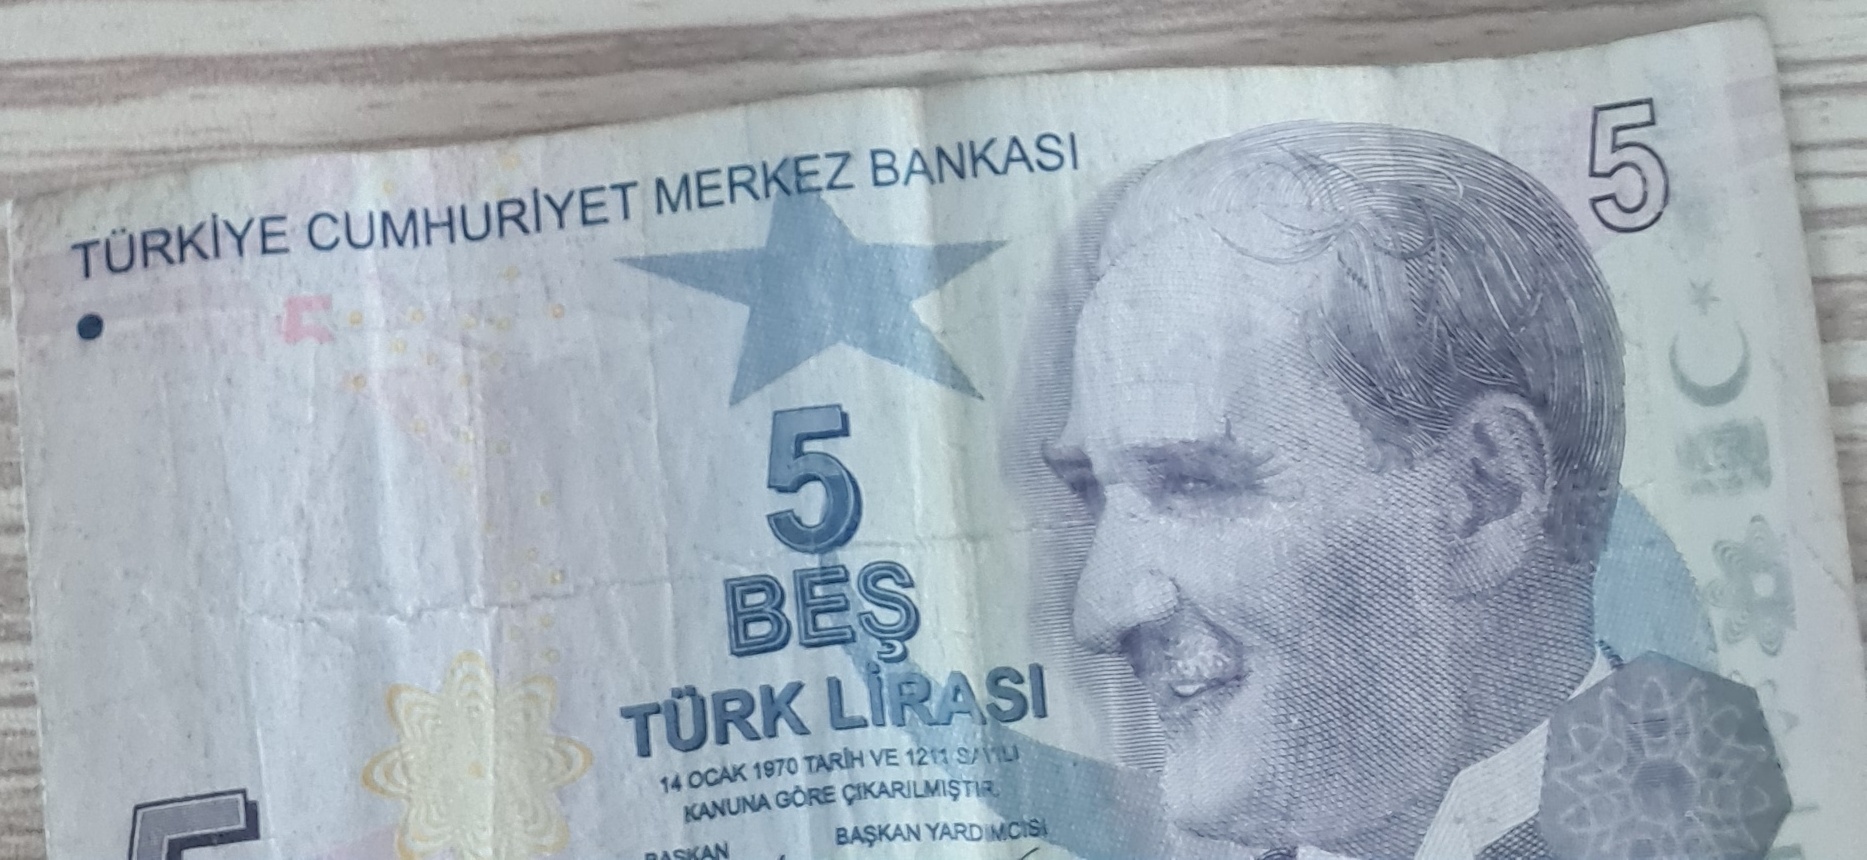 TÜRKİYE CUMHURİYET MERKEZ BANKASI
5
5
5
BEŞ
TÜRK LİRASI
14 OCAK 1970 TARİH VE 1211 SAYILI
KANUNA GÖRE ÇIKARILMIŞTIR.
BAŞKAN
BAŞKAN YARDIMCISI
5